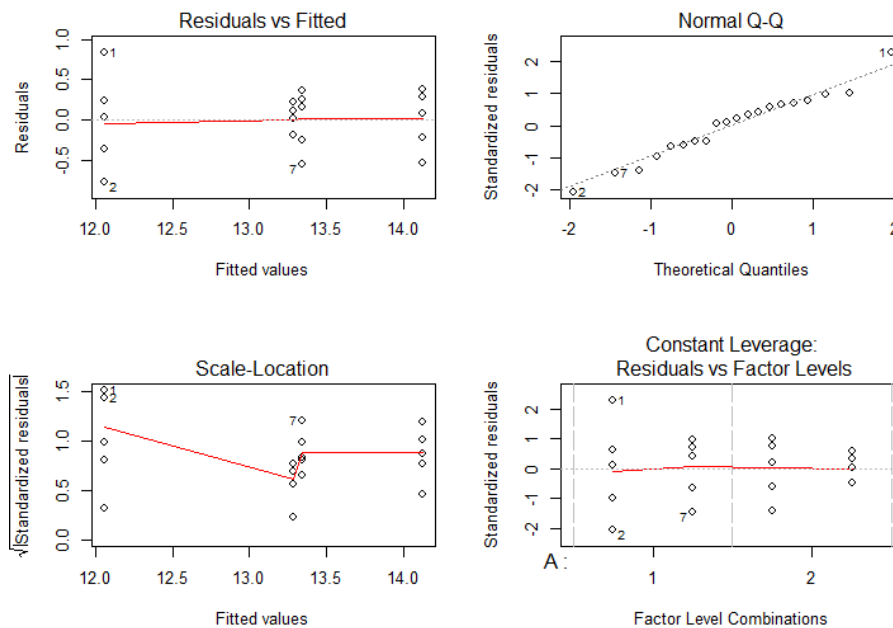 Residuals vs Fitted
Residuals
1.0
0.5
0.0
-0.5
1
2
7
12.0 12.5 13.0 13.5 14.0
Fitted values
Normal Q-Q
Standardized residuals
2
1
0
-1
-2
1
7
2
-2 -1 0 1 2
Theoretical Quantiles
Scale-Location
√|Standardized residuals|
1.5
1.0
0.5
0.0
1
2
7
12.0 12.5 13.0 13.5 14.0
Fitted values
Constant Leverage:
Residuals vs Factor Levels
Standardized residuals
2
1
0
-1
-2
1
7
2
A :
1 2
Factor Level Combinations